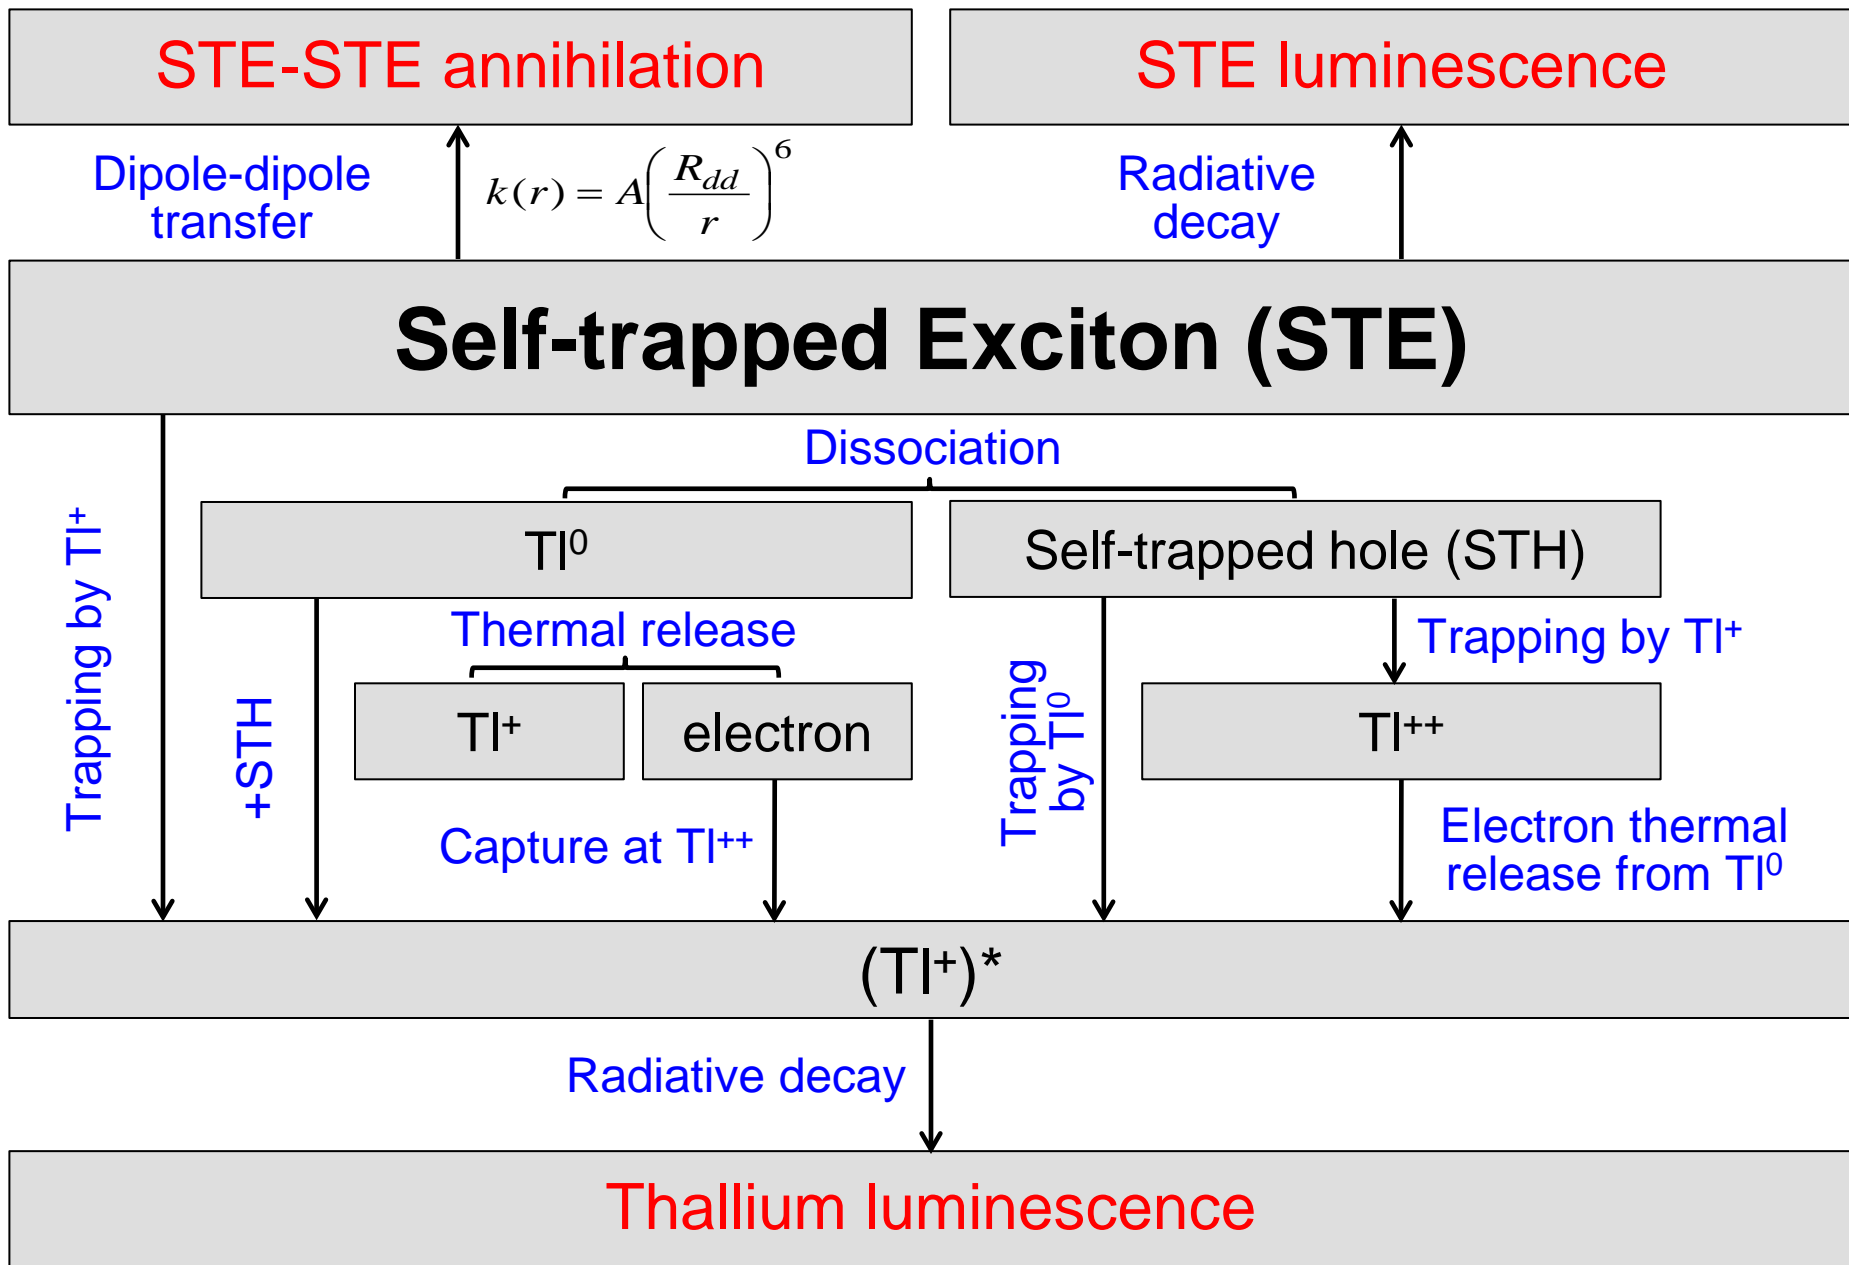 STE-STE annihilation
STE luminescence
Dipole-dipole
transfer
k(r) = A(R_dd/r)^6
Radiative
decay
Self-trapped Exciton (STE)
Dissociation
Trapping by Tl⁺
Tl⁰
Self-trapped hole (STH)
+STH
Thermal release
Tl⁺
electron
Capture at Tl⁺⁺
Trapping
by Tl⁰
Trapping by Tl⁺
Tl⁺⁺
Electron thermal
release from Tl⁰
(Tl⁺)*
Radiative decay
Thallium luminescence